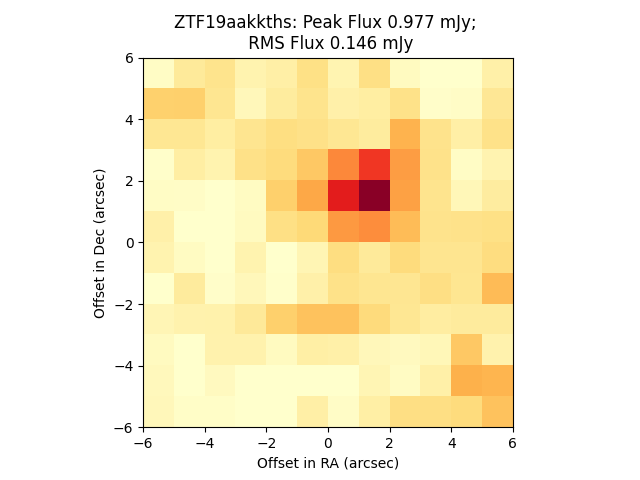 ZTF19aakkths: Peak Flux 0.977 mJy;
RMS Flux 0.146 mJy
6
4
2
0
−2
−4
−6
Offset in Dec (arcsec)
−6 −4 −2 0 2 4 6
Offset in RA (arcsec)